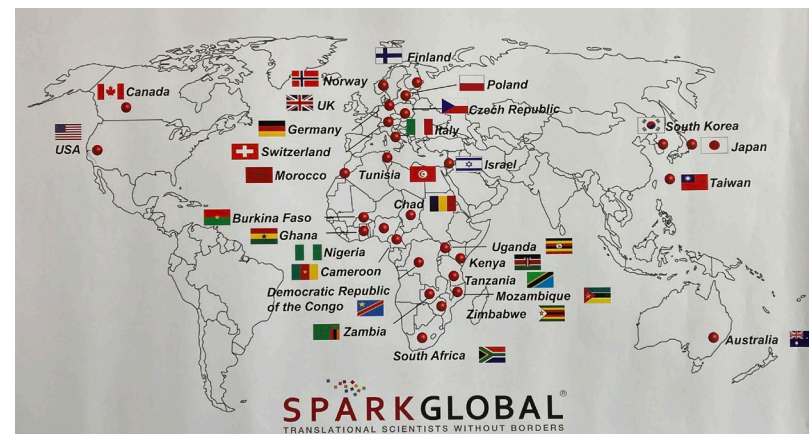 Finland
Norway
Poland
Canada
UK
Czech Republic
Germany
Italy
South Korea
USA
Switzerland
Israel
Japan
Morocco
Tunisia
Taiwan
Chad
Burkina Faso
Ghana
Nigeria
Uganda
Kenya
Cameroon
Tanzania
Democratic Republic
of the Congo
Mozambique
Zimbabwe
Zambia
Australia
South Africa
SPARKGLOBAL®
TRANSLATIONAL SCIENTISTS WITHOUT BORDERS